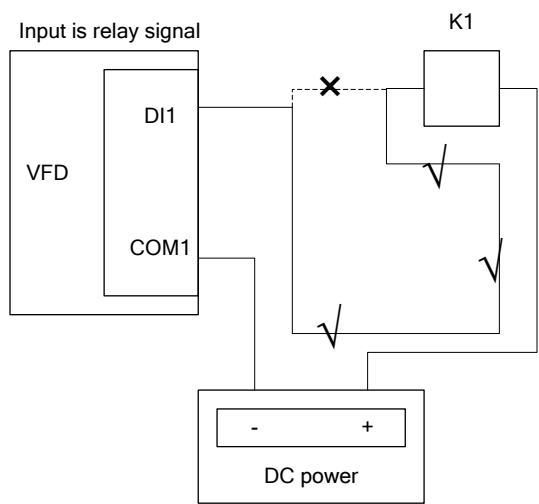 Input is relay signal
K1
DI1
VFD
COM1
- +
DC power